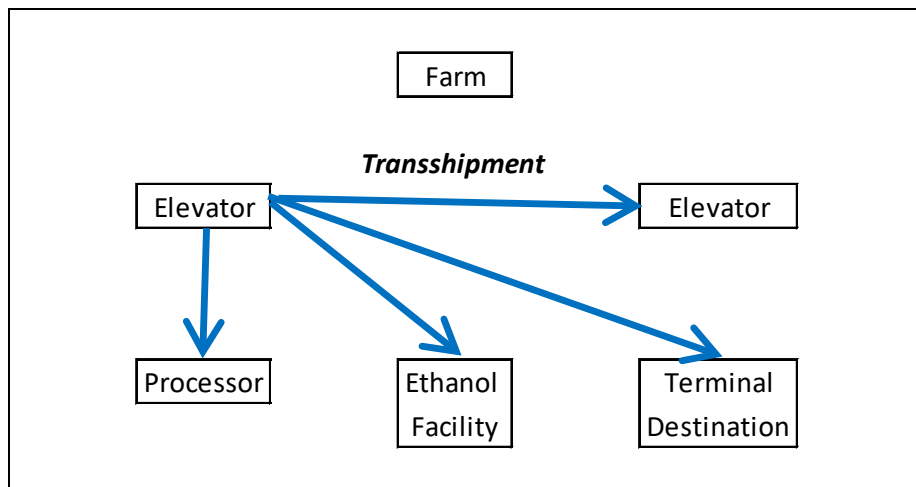 Farm
Transshipment
Elevator
Elevator
Processor
Ethanol
Facility
Terminal
Destination